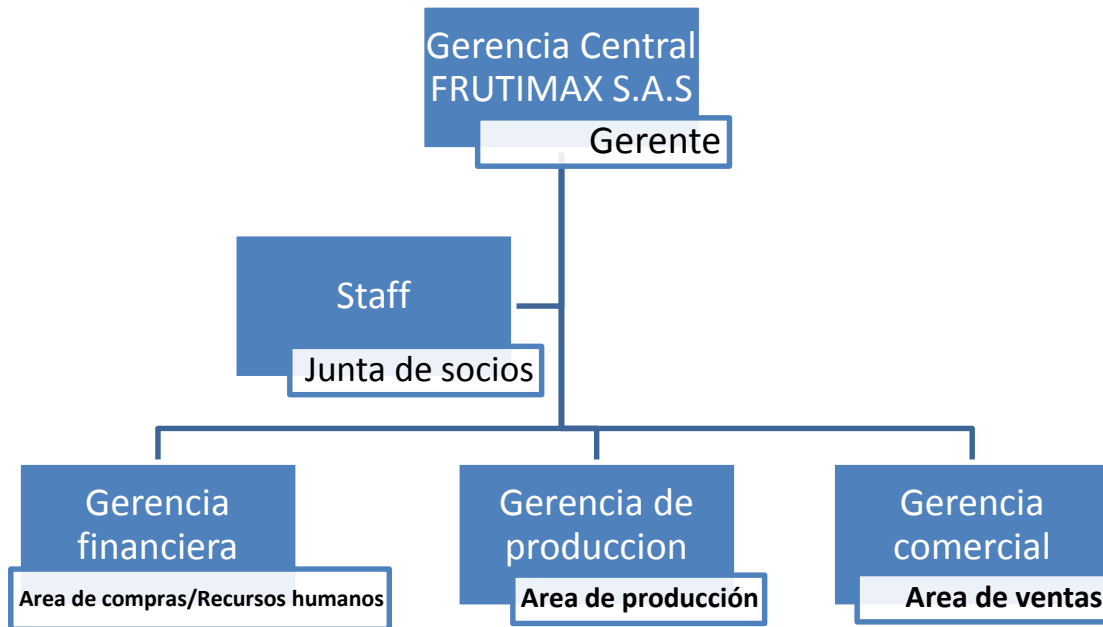 Gerencia Central
FRUTIMAX S.A.S
Gerente
Staff
Junta de socios
Gerencia
financiera
Area de compras/Recursos humanos
Gerencia de
produccion
Area de producción
Gerencia
comercial
Area de ventas